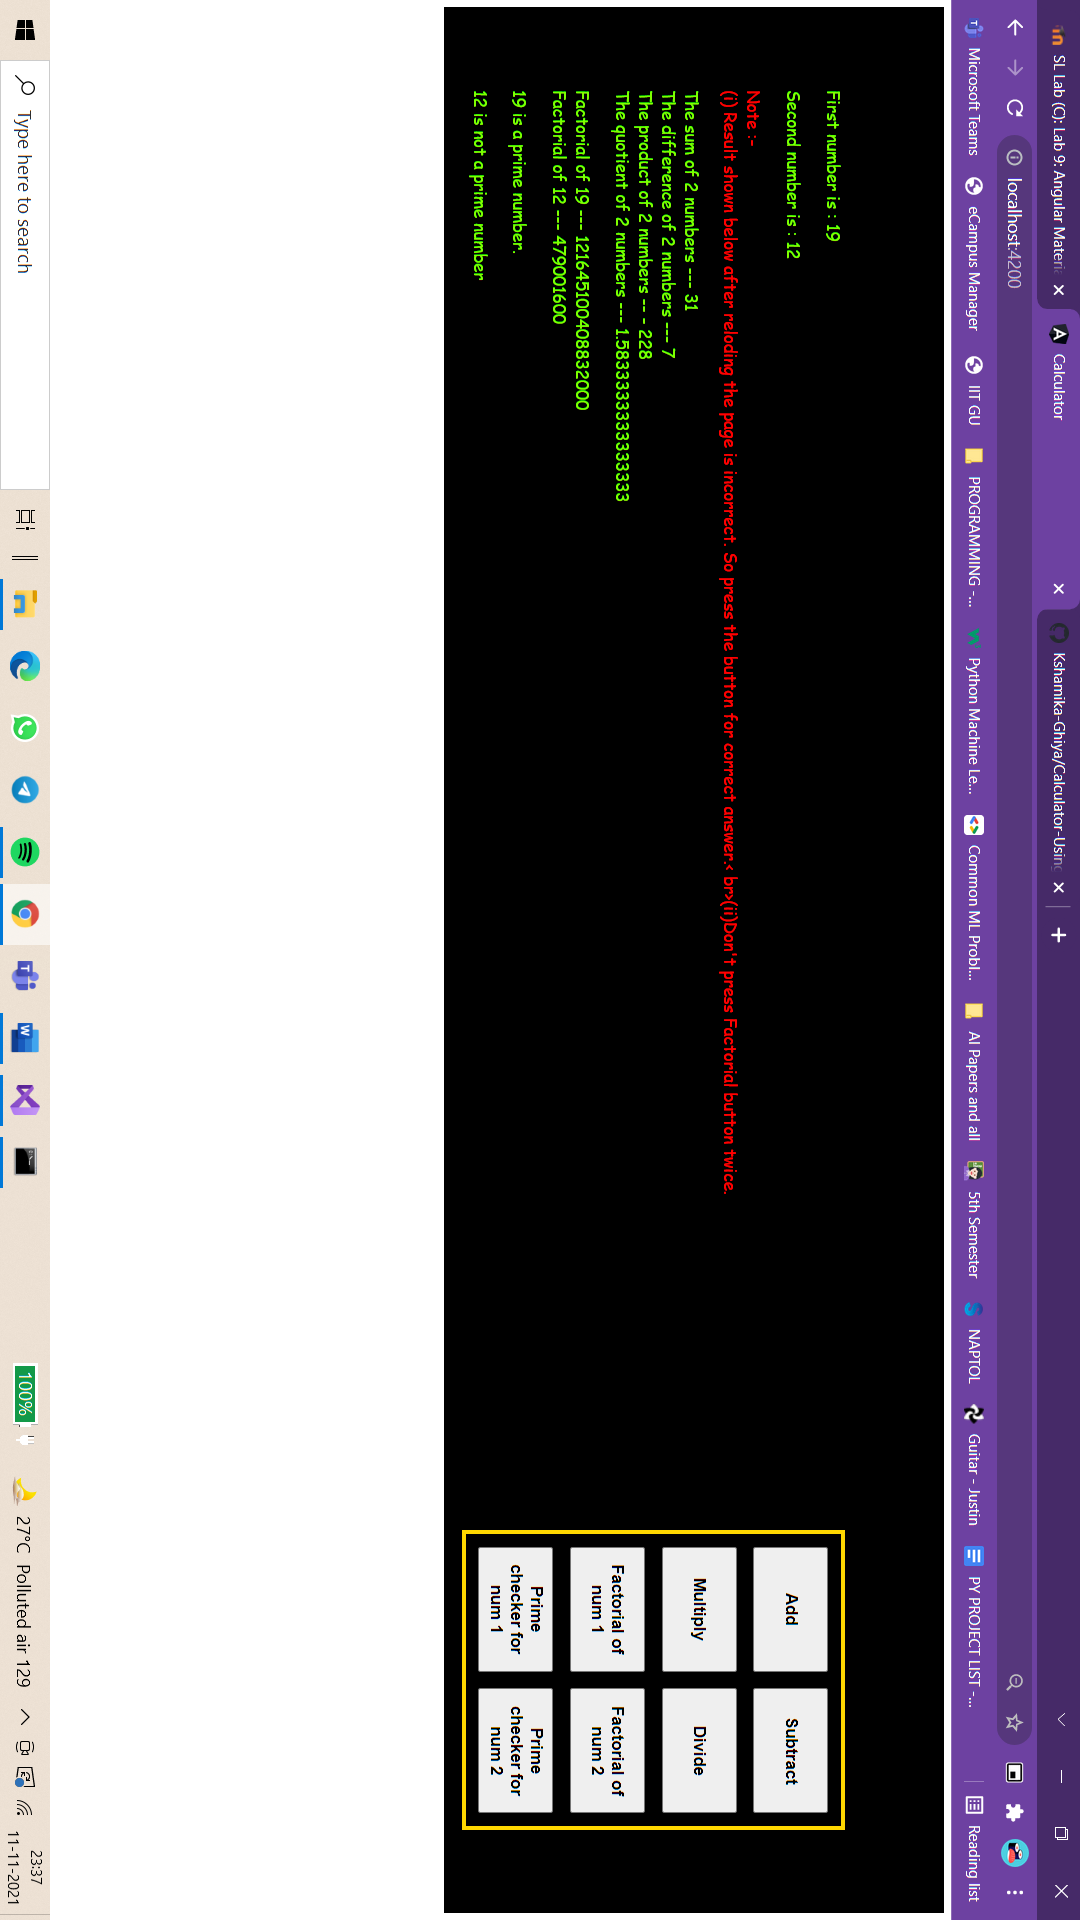 SL Lab (C): Lab 9: Angular Materi
Calculator
Kshamika-Ghiya/Calculator-Using
localhost:4200
Microsoft Teams
eCampus Manager
IIT GU
PROGRAMMING -...
Python Machine Le...
Common ML Probl...
AI Papers and all
5th Semester
NAPTOL
Guitar - Justin
PY PROJECT LIST -...
Reading list
First number is : 19
Second number is : 12
Note :-
(i) Result shown below after reloding the page is incorrect. So press the button for correct answer.< br>(ii)Don't press Factorial button twice.
The sum of 2 numbers --- 31
The difference of 2 numbers --- 7
The product of 2 numbers -- - 228
The quotient of 2 numbers --- 1.5833333333333333
Factorial of 19 --- 121645100408832000
Factorial of 12 --- 479001600
19 is a prime number.
12 is not a prime number
Add
Subtract
Multiply
Divide
Factorial of
num 1
Factorial of
num 2
Prime
checker for
num 1
Prime
checker for
num 2
Type here to search
100%
27°C Polluted air 129
23:37
11-11-2021